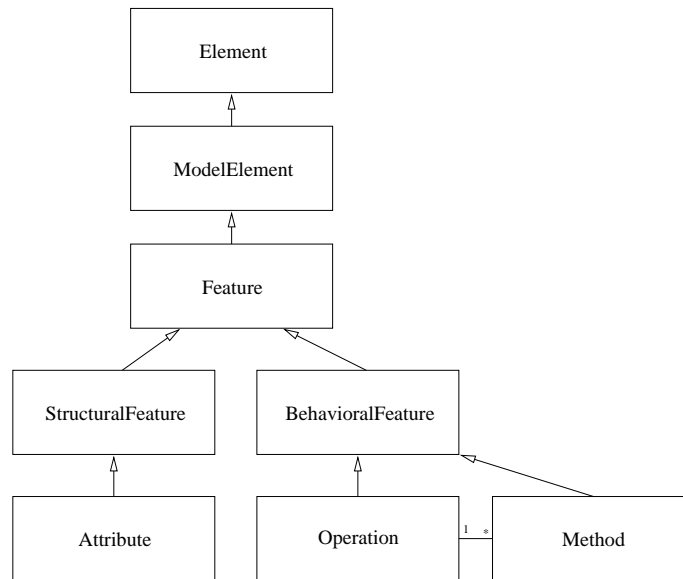 Element
ModelElement
Feature
StructuralFeature BehavioralFeature
Attribute Operation 1 * Method